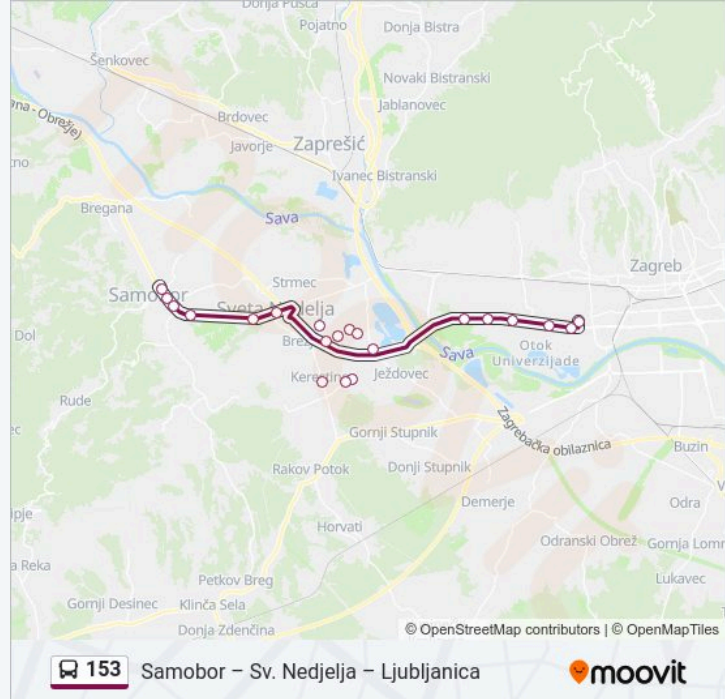 Donja Pušća
Pojatno
Donja Bistra
Šenkovec
Novaki Bistranski
Jablanovec
ana - Obrežje)
Brdovec
Javorje
Zaprešić
Ivanec Bistranski
Bregana
Sava
Zagreb
Strmec
Samobor
Sveta Nedelja
Dol
Otok
Univerzijade
Sava
Kerestinec
Ježdovec
Rude
Zagrebačka obilaznica
Gornji Stupnik
Buzin
Rakov Potok
Donji Stupnik
Demerje
Odra
pje
Horvati
Odranski Obrež
Gornja Lomn
a Reka
Petkov Breg
Lukavec
Gornji Desinec
Klinča Sela
Donja Zdenčina
© OpenStreetMap contributors | © OpenMapTiles
153 Samobor – Sv. Nedjelja – Ljubljanica
moovit